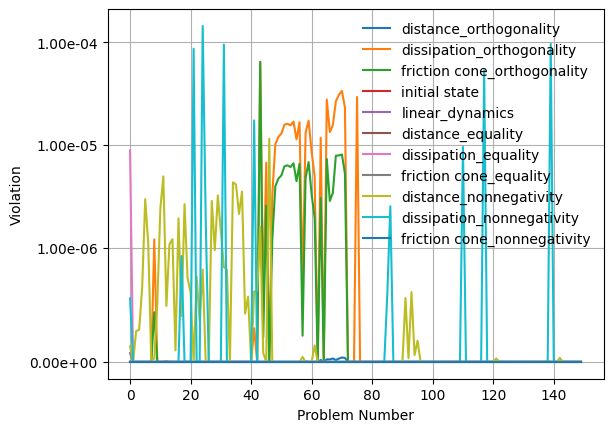 1.00e-04
1.00e-05
1.00e-06
0.00e+00
Violation
distance_orthogonality
dissipation_orthogonality
friction cone_orthogonality
initial state
linear_dynamics
distance_equality
dissipation_equality
friction cone_equality
distance_nonnegativity
dissipation_nonnegativity
friction cone_nonnegativity
0 20 40 60 80 100 120 140
Problem Number